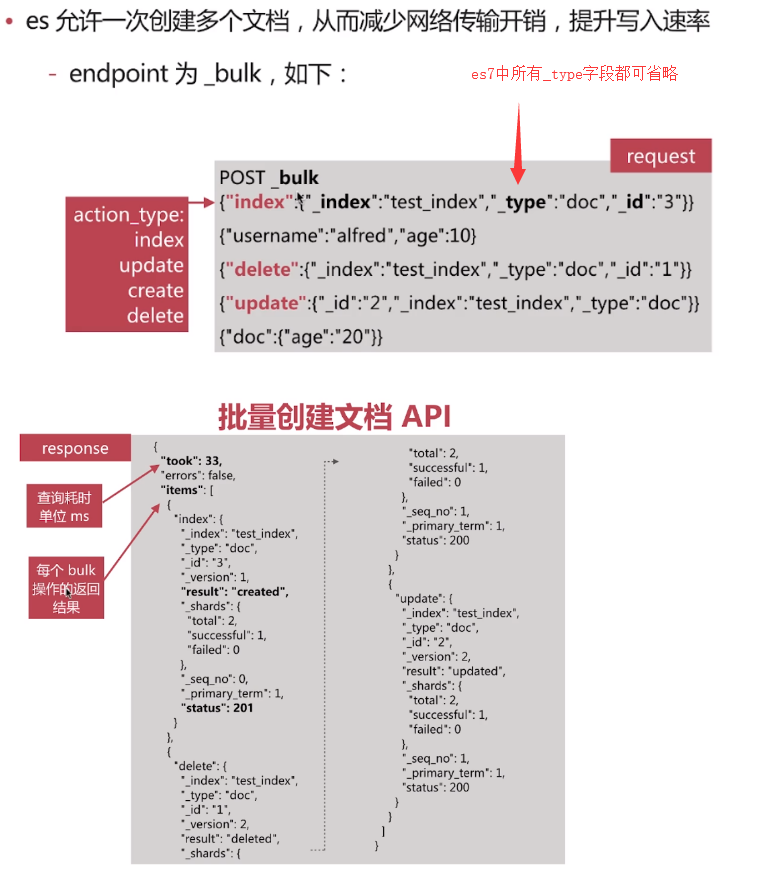 • es 允许一次创建多个文档，从而减少网络传输开销，提升写入速率
- endpoint 为 _bulk，如下：
es7中所有_type字段都可省略
request
action_type:
index
update
create
delete
POST _bulk
{"index":{"_index":"test_index","_type":"doc","_id":"3"}}
{"username":"alfred","age":10}
{"delete":{"_index":"test_index","_type":"doc","_id":"1"}}
{"update":{"_id":"2","_index":"test_index","_type":"doc"}}
{"doc":{"age":"20"}}
批量创建文档 API
response
查询耗时
单位 ms
每个 bulk
操作的返回
结果
{
"took": 33,
"errors": false,
"items": [
{
"index": {
"_index": "test_index",
"_type": "doc",
"_id": "3",
"_version": 1,
"result": "created",
"_shards": {
"total": 2,
"successful": 1,
"failed": 0
},
"_seq_no": 0,
"_primary_term": 1,
"status": 201
}
},
{
"delete": {
"_index": "test_index",
"_type": "doc",
"_id": "1",
"_version": 2,
"result": "deleted",
"_shards": {
"total": 2,
"successful": 1,
"failed": 0
},
"_seq_no": 1,
"_primary_term": 1,
"status": 200
}
},
{
"update": {
"_index": "test_index",
"_type": "doc",
"_id": "2",
"_version": 2,
"result": "updated",
"_shards": {
"total": 2,
"successful": 1,
"failed": 0
},
"_seq_no": 1,
"_primary_term": 1,
"status": 200
}
}
]
}